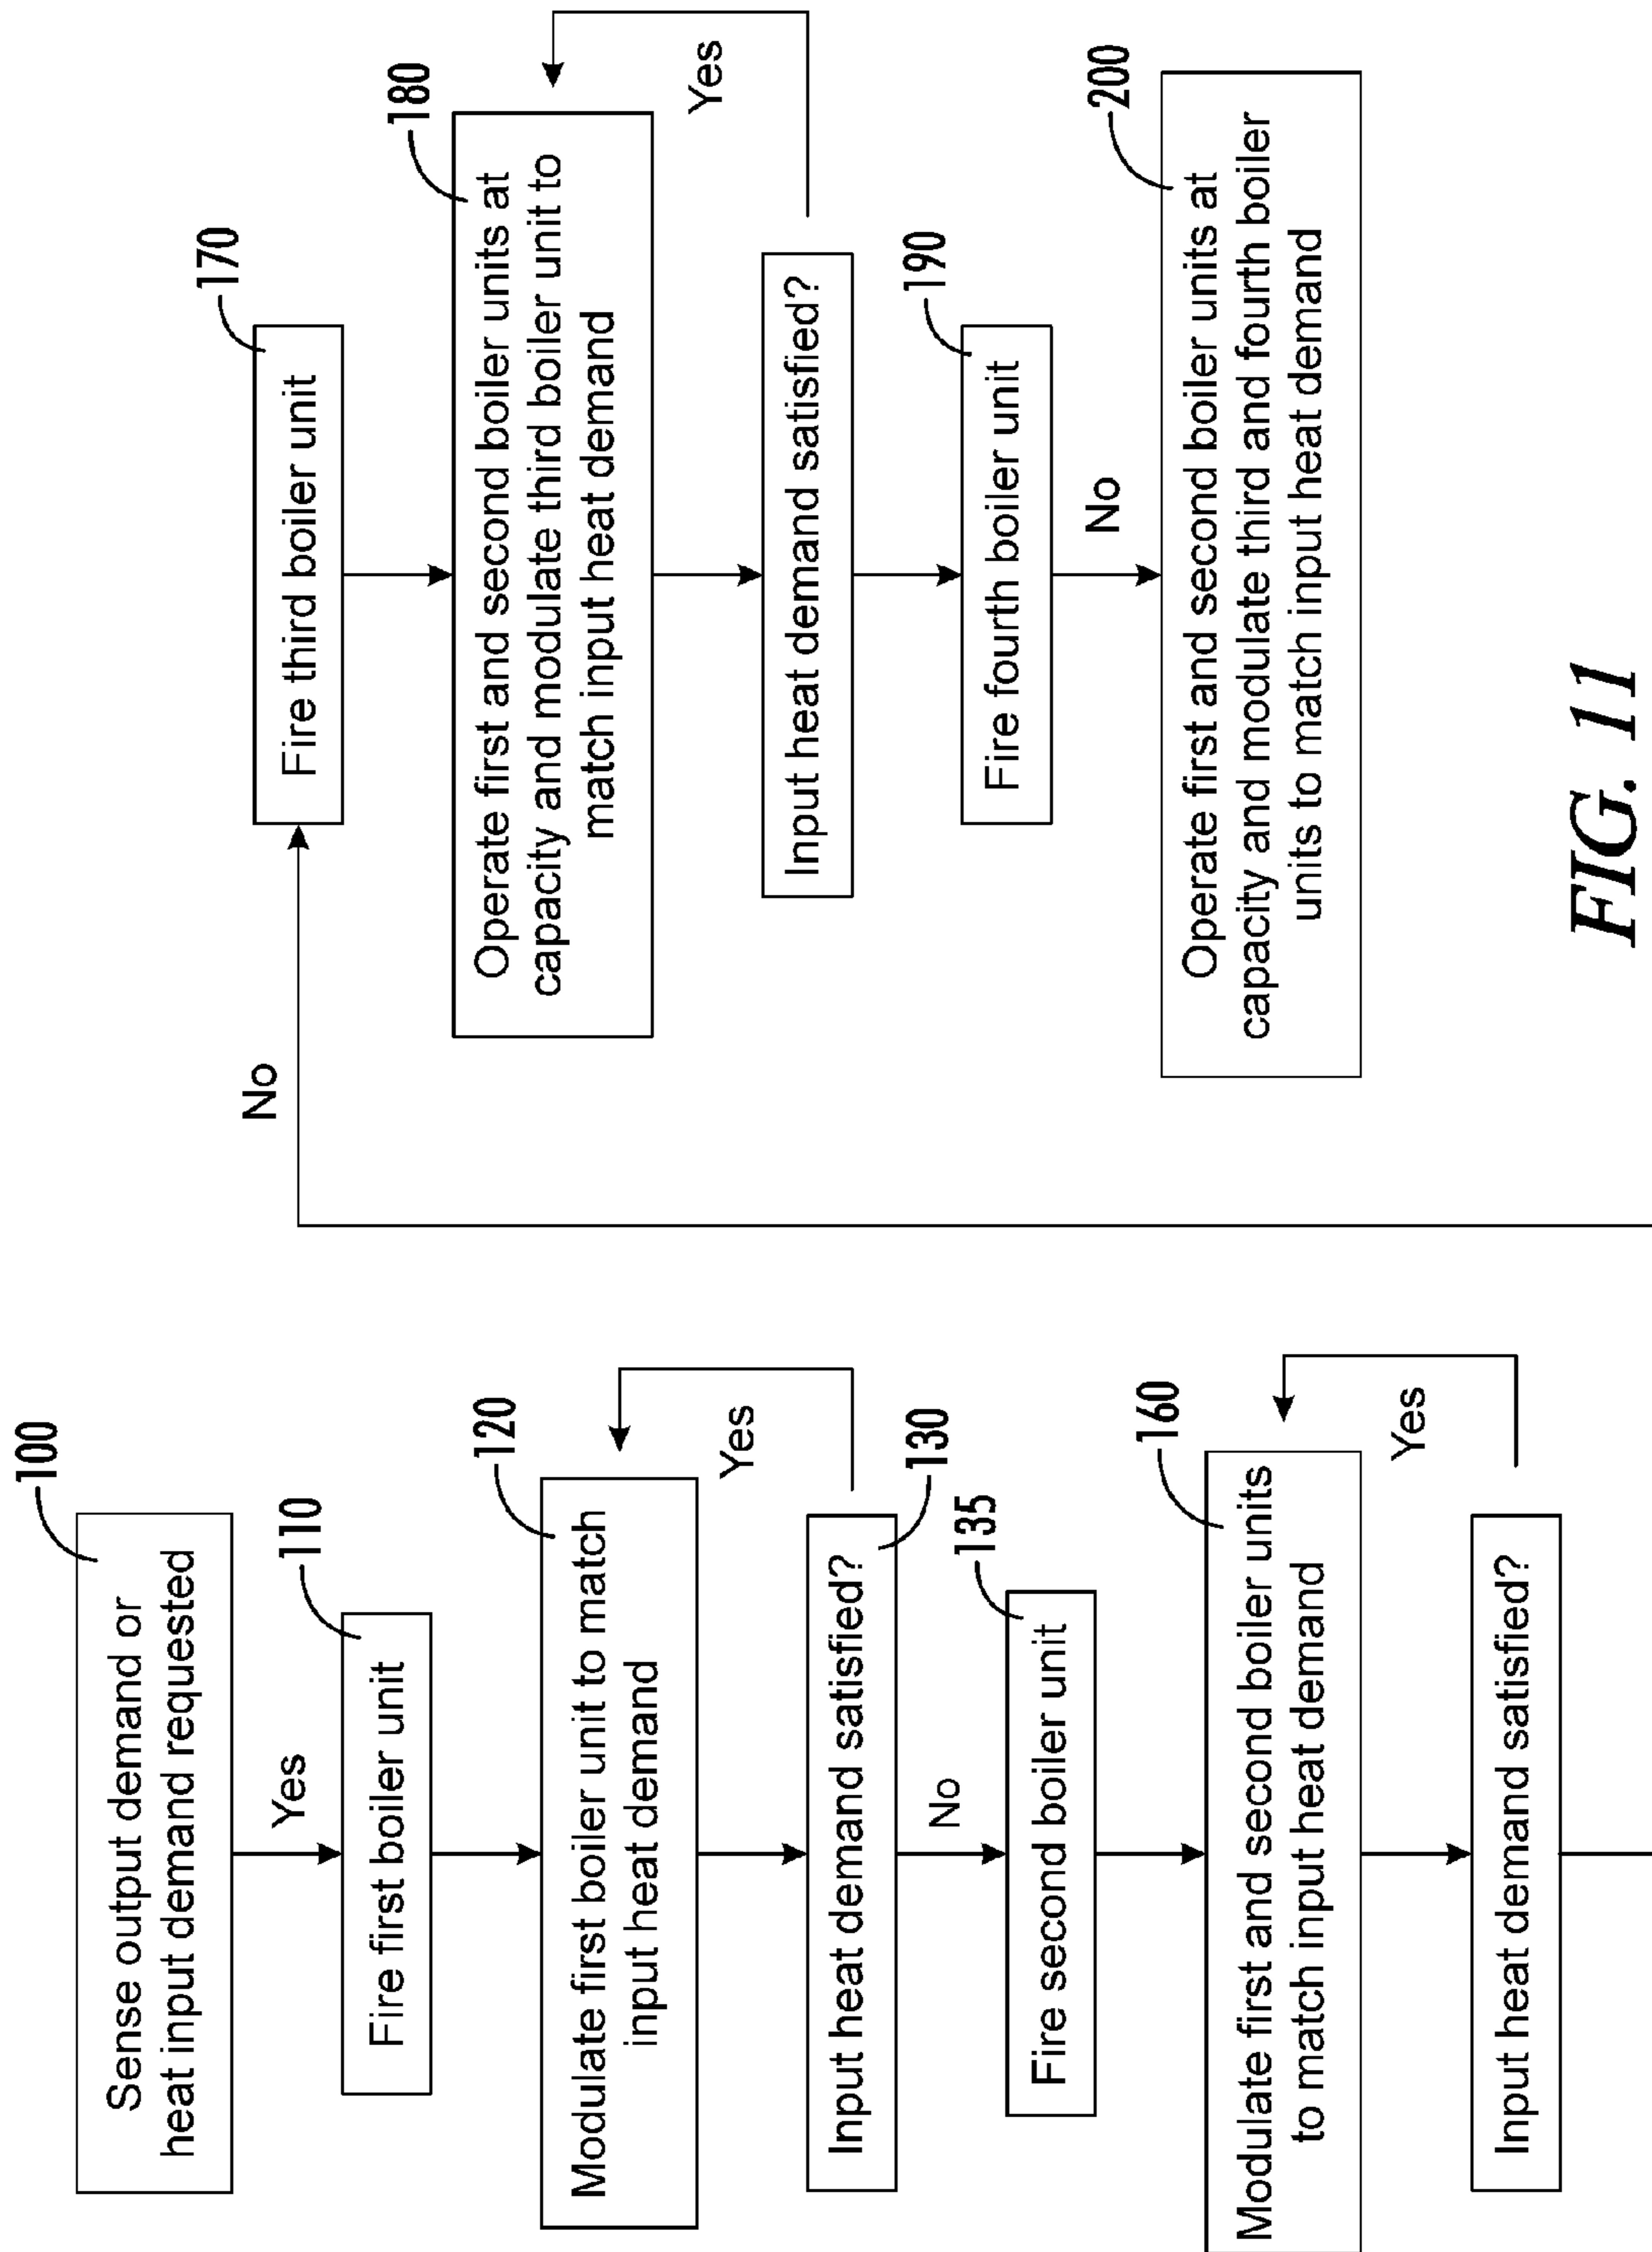 100
Sense output demand or
heat input demand requested
Yes
110
Fire first boiler unit
120
Modulate first boiler unit to match
input heat demand
Yes
130
Input heat demand satisfied?
No
135
Fire second boiler unit
160
Modulate first and second boiler units
to match input heat demand
Yes
Input heat demand satisfied?
No
170
Fire third boiler unit
180
Operate first and second boiler units at
capacity and modulate third boiler unit to
match input heat demand
Yes
Input heat demand satisfied?
190
Fire fourth boiler unit
No
200
Operate first and second boiler units at
capacity and modulate third and fourth boiler
units to match input heat demand
FIG. 11